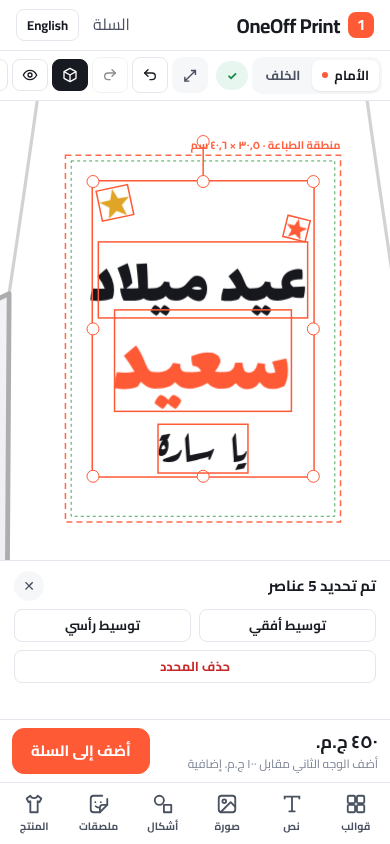 OneOff Print 1
السلة
English
الأمام
الخلف
منطقة الطباعة · ٣٠,٥ × ٤٠,٦ سم
عيد ميلاد
سعيد
يا سارة
تم تحديد 5 عناصر
توسيط أفقي
توسيط رأسي
حذف المحدد
٤٥٠ ج.م.
أضف الوجه الثاني مقابل ١٠٠ ج.م. إضافية
أضف إلى السلة
قوالب
نص
صورة
أشكال
ملصقات
المنتج